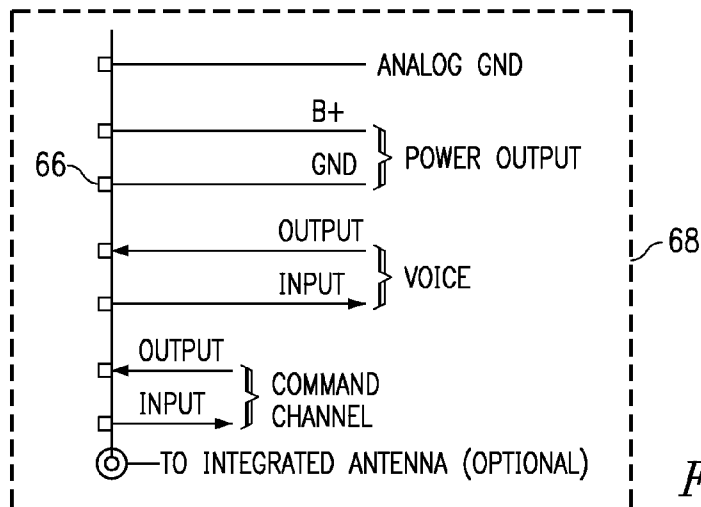 ANALOG GND
B+
POWER OUTPUT
66
GND
OUTPUT
68
VOICE
INPUT
OUTPUT
COMMAND
CHANNEL
INPUT
TO INTEGRATED ANTENNA (OPTIONAL)
F